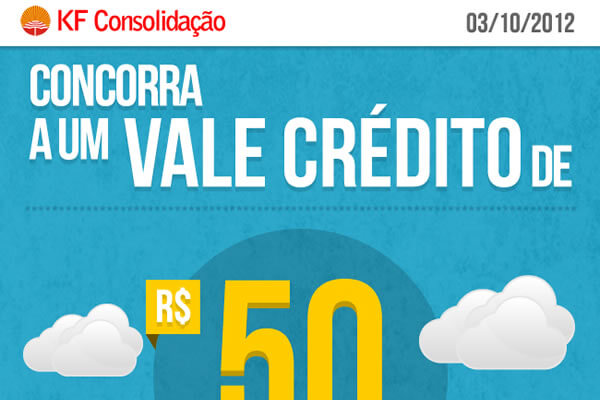 KF Consolidação 03/10/2012
CONCORRA
A UM VALE CRÉDITO DE
R$ 50